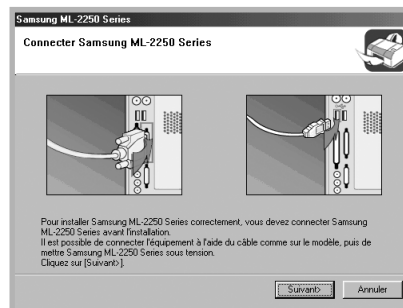 Samsung ML-2250 Series
Connecter Samsung ML-2250 Series
Pour installer Samsung ML-2250 Series correctement, vous devez connecter Samsung
ML-2250 Series avant l'installation.
Il est possible de connecter l'équipement à l'aide du câble comme sur le modèle, puis de
mettre Samsung ML-2250 Series sous tension.
Cliquez sur [Suivant>].
Suivant>
Annuler